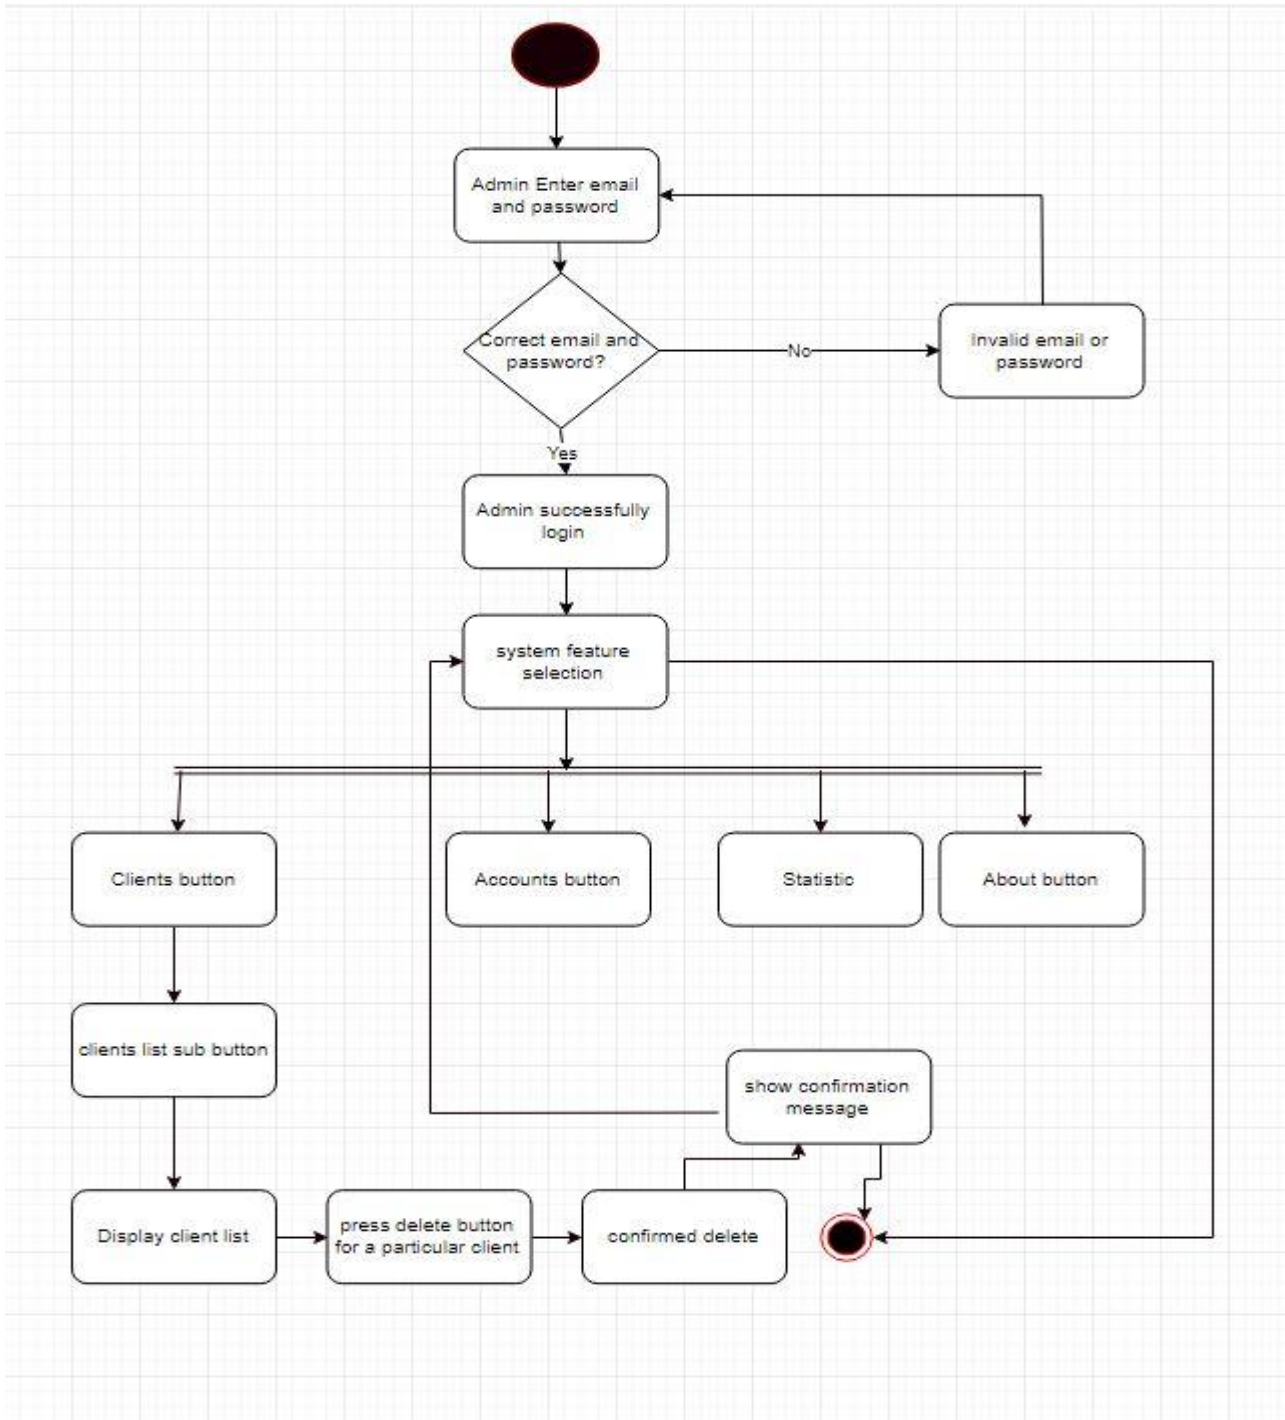 Admin Enter email
and password
Correct email and
password?
No
Invalid email or
password
Yes
Admin successfully
login
system feature
selection
Clients button
Accounts button
Statistic
About button
clients list sub button
show confirmation
message
Display client list
press delete button
for a particular client
confirmed delete